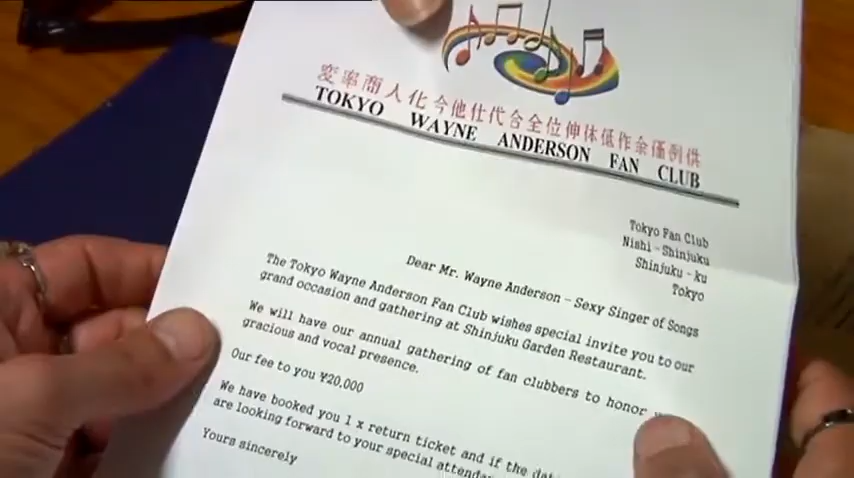 変率商人化今他仕代合全位伸体低作余僅例供
TOKYO WAYNE ANDERSON FAN CLUB
Tokyo Fan Club
Nishi - Shinjuku
Shinjuku - ku
Tokyo
Dear Mr. Wayne Anderson - Sexy Singer of Songs
The Tokyo Wayne Anderson Fan Club wishes special invite you to our
grand occasion and gathering at Shinjuku Garden Restaurant.
We will have our annual gathering of fan clubbers to honor
gracious and vocal presence.
Our fee to you ¥20,000
We have booked you 1 x return ticket and if the
are looking forward to your special
Yours sincerely